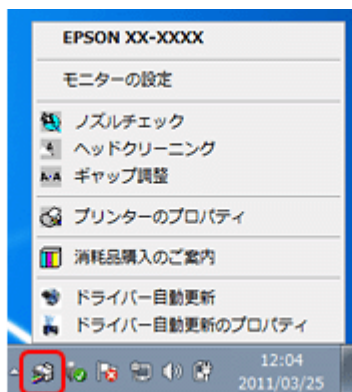 EPSON XX-XXXX
モニターの設定
ノズルチェック
ヘッドクリーニング
ギャップ調整
プリンターのプロパティ
消耗品購入のご案内
ドライバー自動更新
ドライバー自動更新のプロパティ
12:04
2011/03/25